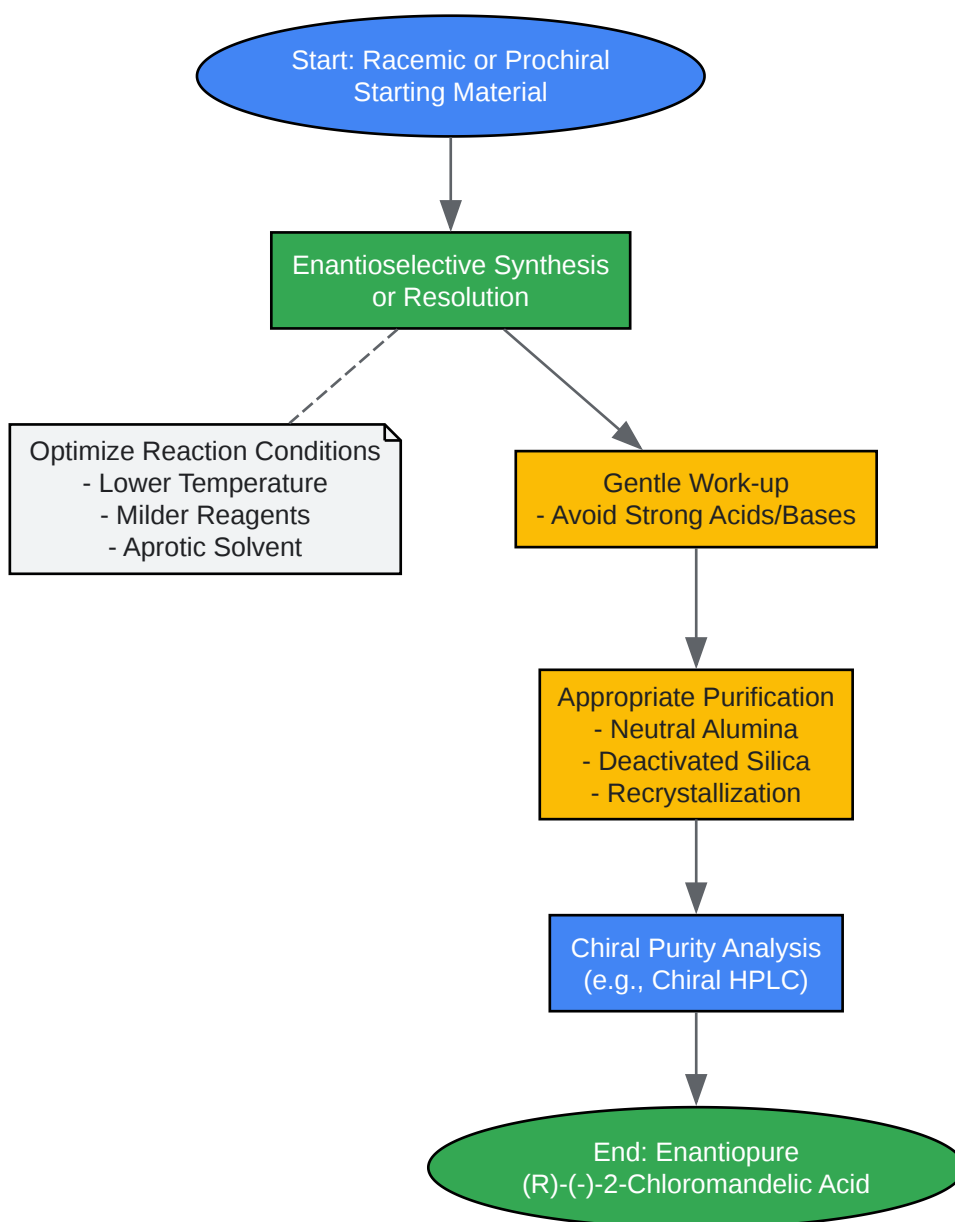 Start: Racemic or Prochiral
Starting Material
Enantioselective Synthesis
or Resolution
Optimize Reaction Conditions
- Lower Temperature
- Milder Reagents
- Aprotic Solvent
Gentle Work-up
- Avoid Strong Acids/Bases
Appropriate Purification
- Neutral Alumina
- Deactivated Silica
- Recrystallization
Chiral Purity Analysis
(e.g., Chiral HPLC)
End: Enantiopure
(R)-(-)-2-Chloromandelic Acid